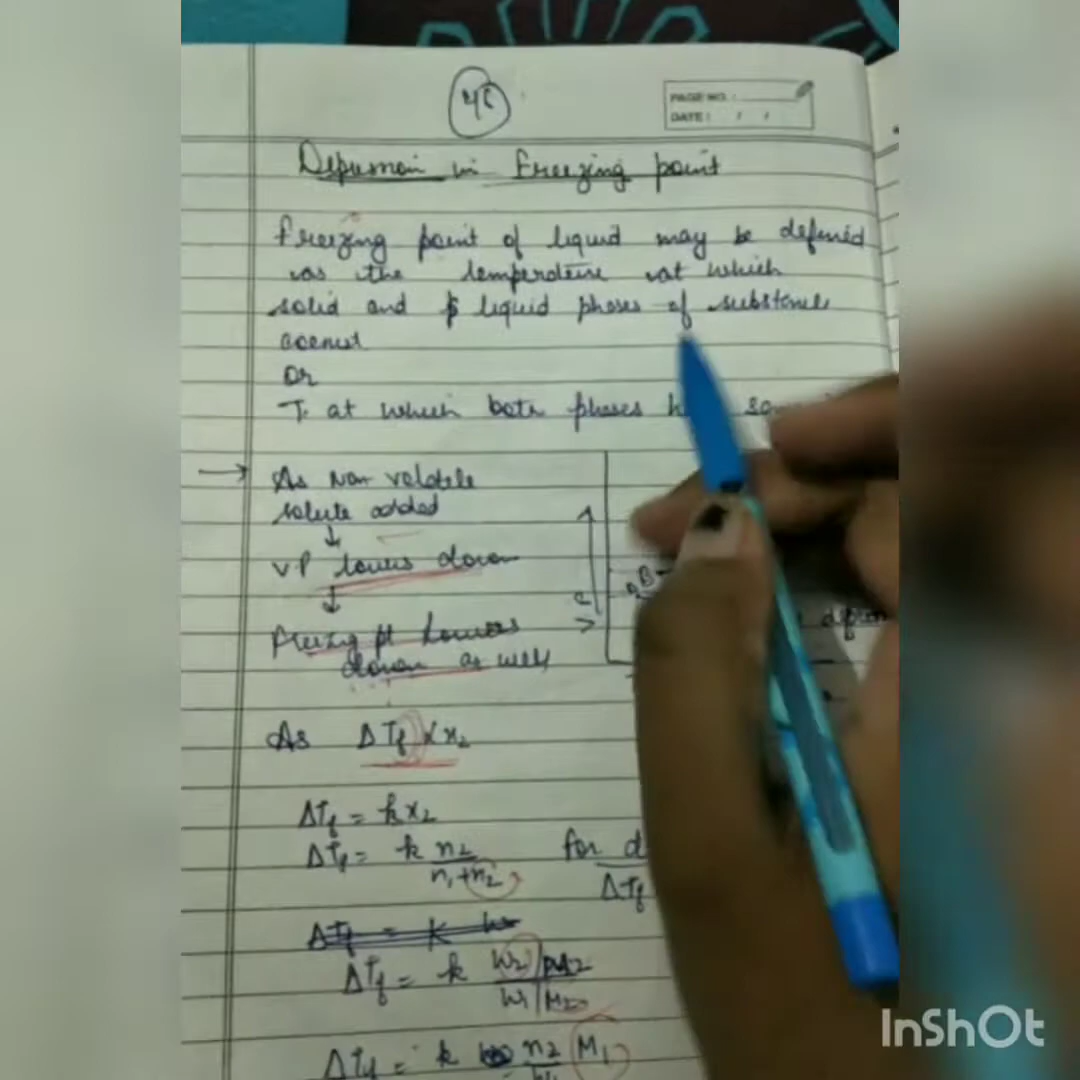 45
PAGE NO.:
DATE: / /
Depression in Freezing point
freezing point of liquid may be defined
as the temperature at which
solid and liquid phases of substance
coexist
Or
T. at which both phases
As Non volatile
solute added
↓
VP lowers down
↓
Freezing pt lowers
down as well
B
As ΔTf ∝ x2
ΔTf = k x2
ΔTf = k n2 / n1+n2
for d
ΔTf
ΔTf = k
ΔTf = k W2/M2
W1/M2
ΔTf = k n2 M1
InShOt